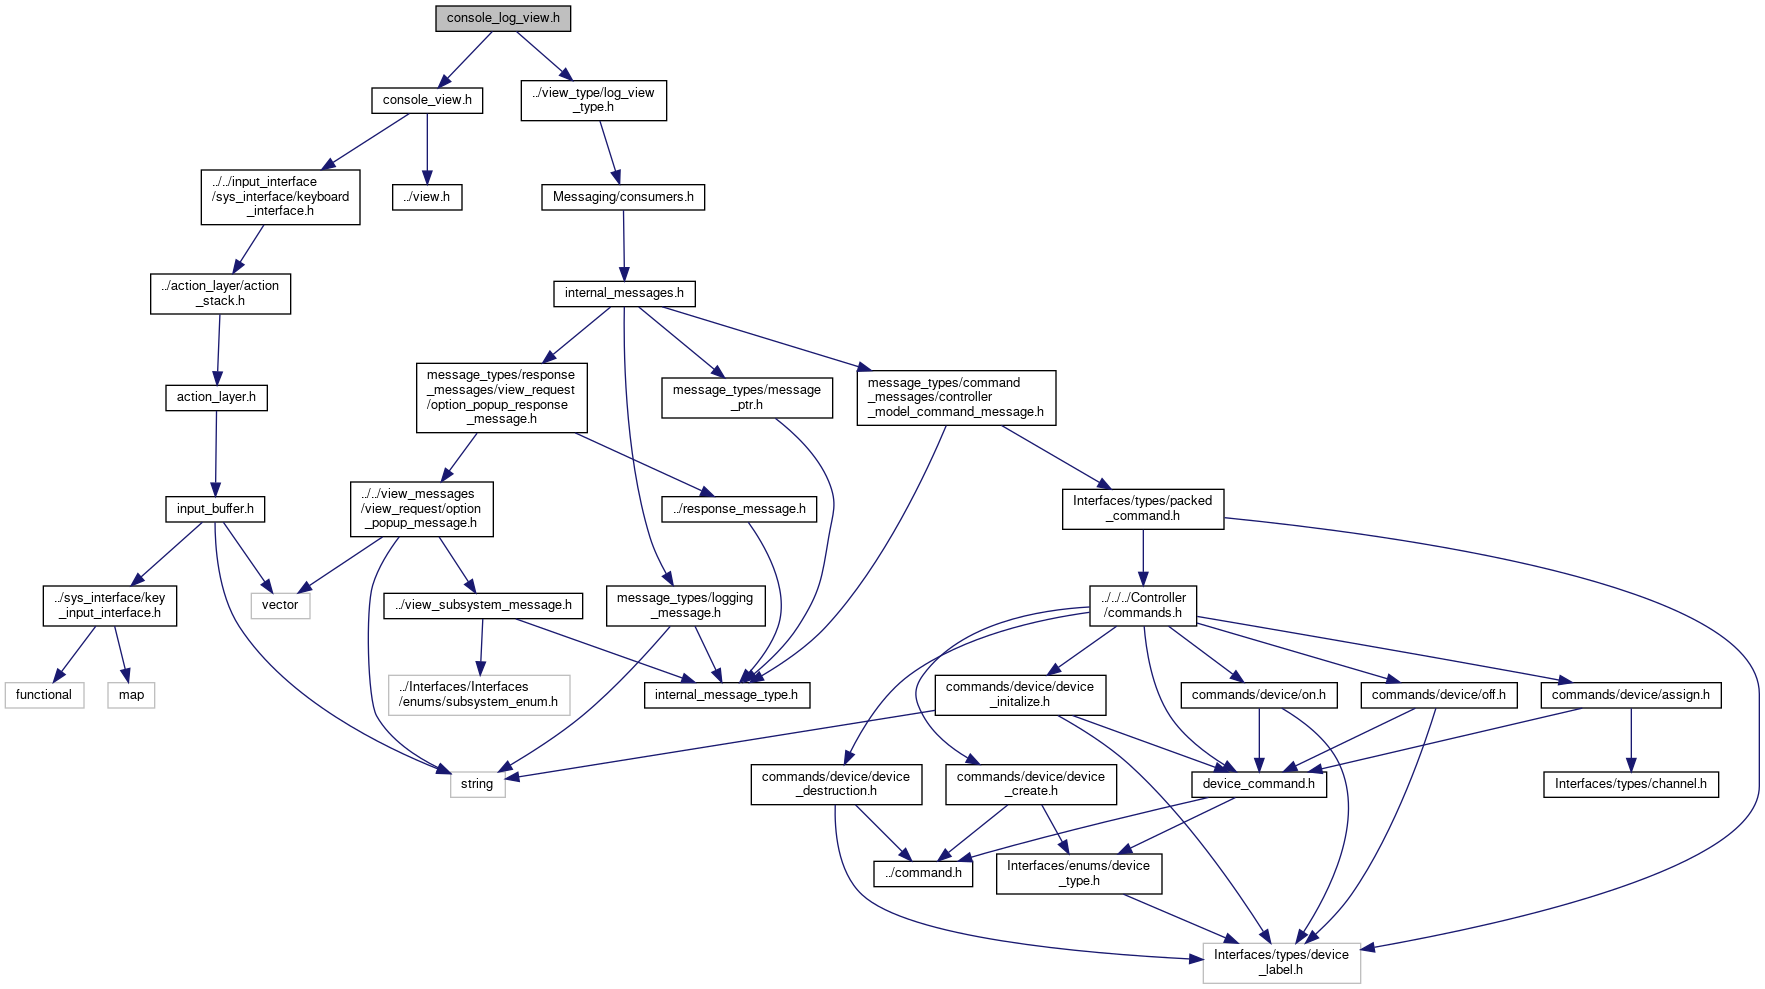 console_log_view.h
console_view.h
../view_type/log_view
_type.h
../../input_interface
/sys_interface/keyboard
_interface.h
../view.h
Messaging/consumers.h
../action_layer/action
_stack.h
internal_messages.h
action_layer.h
message_types/response
_messages/view_request
/option_popup_response
_message.h
message_types/message
_ptr.h
message_types/command
_messages/controller
_model_command_message.h
input_buffer.h
../../view_messages
/view_request/option
_popup_message.h
../response_message.h
Interfaces/types/packed
_command.h
../sys_interface/key
_input_interface.h
vector
../view_subsystem_message.h
message_types/logging
_message.h
../../../Controller
/commands.h
functional
map
../Interfaces/Interfaces
/enums/subsystem_enum.h
internal_message_type.h
commands/device/device
_initalize.h
commands/device/on.h
commands/device/off.h
commands/device/assign.h
string
commands/device/device
_destruction.h
commands/device/device
_create.h
device_command.h
Interfaces/types/channel.h
../command.h
Interfaces/enums/device
_type.h
Interfaces/types/device
_label.h